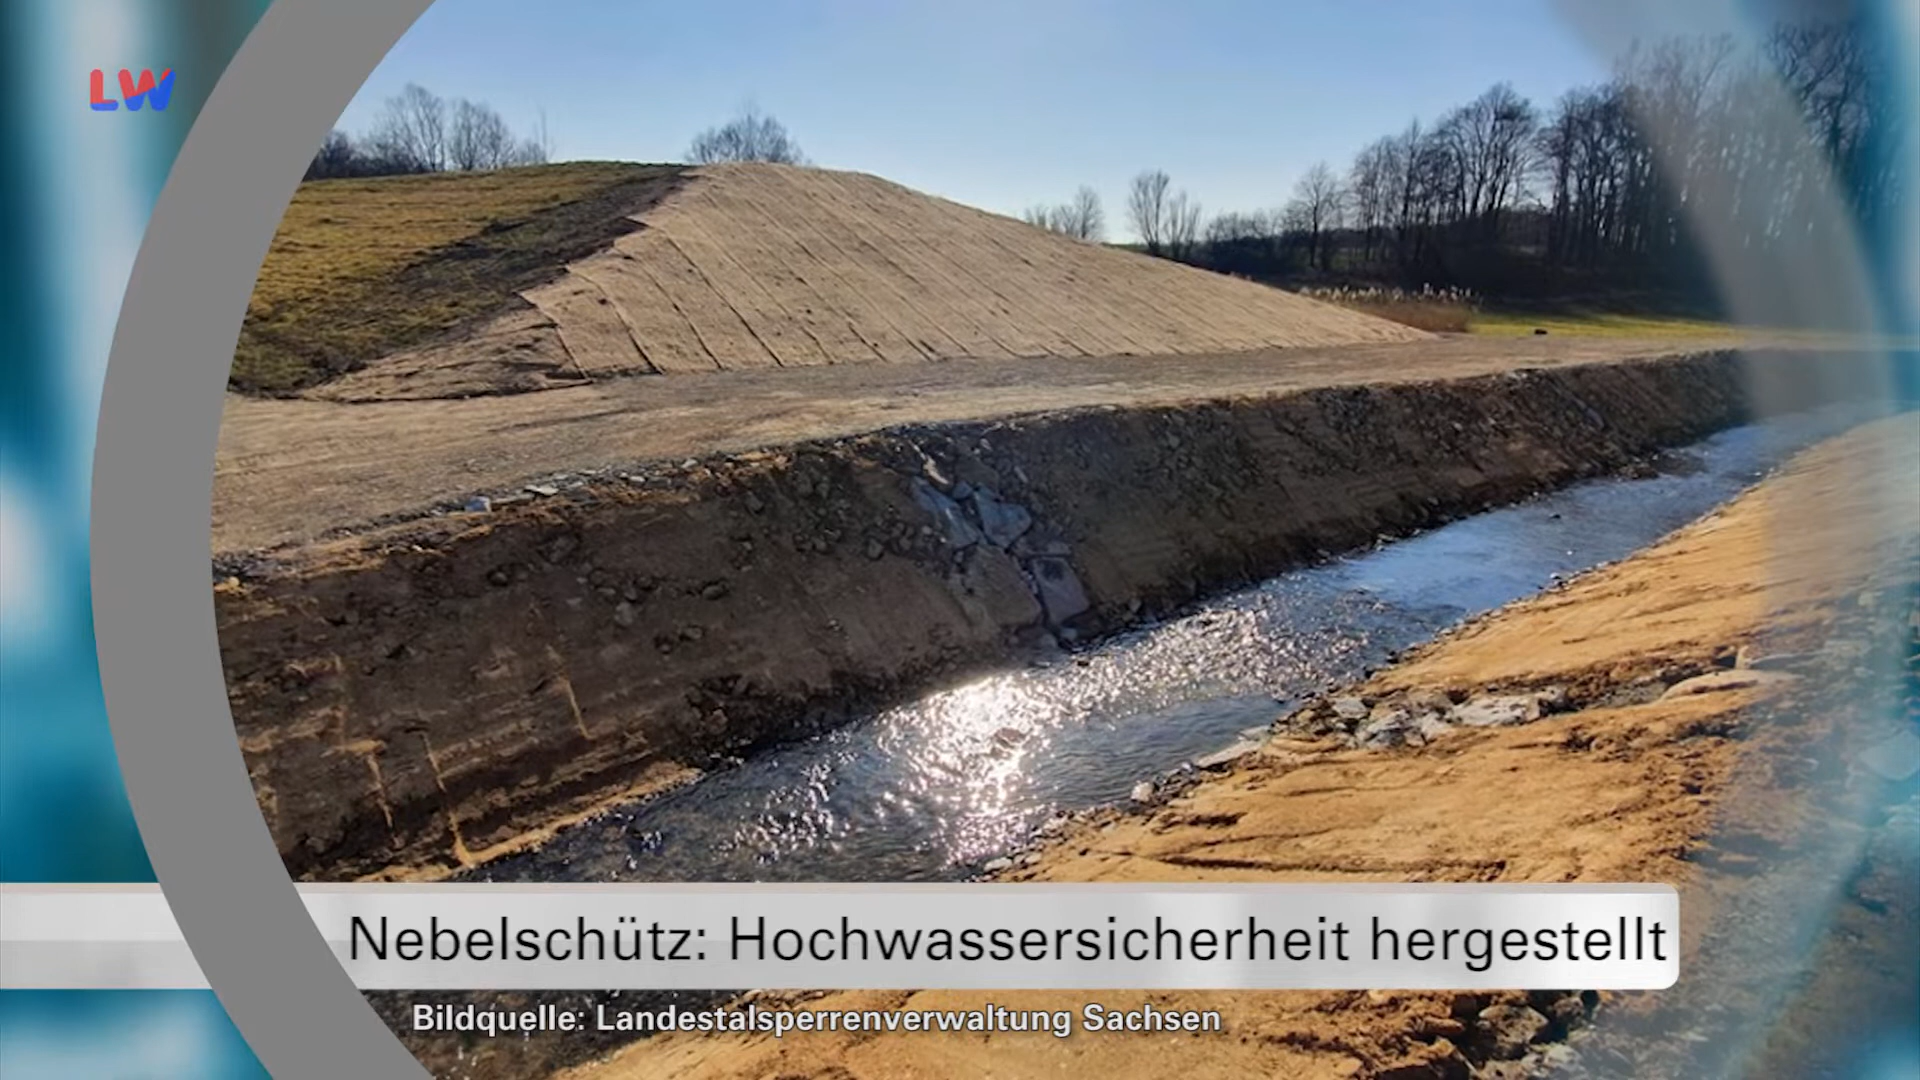 LW
Nebelschütz: Hochwassersicherheit hergestellt
Bildquelle: Landestalsperrenverwaltung Sachsen